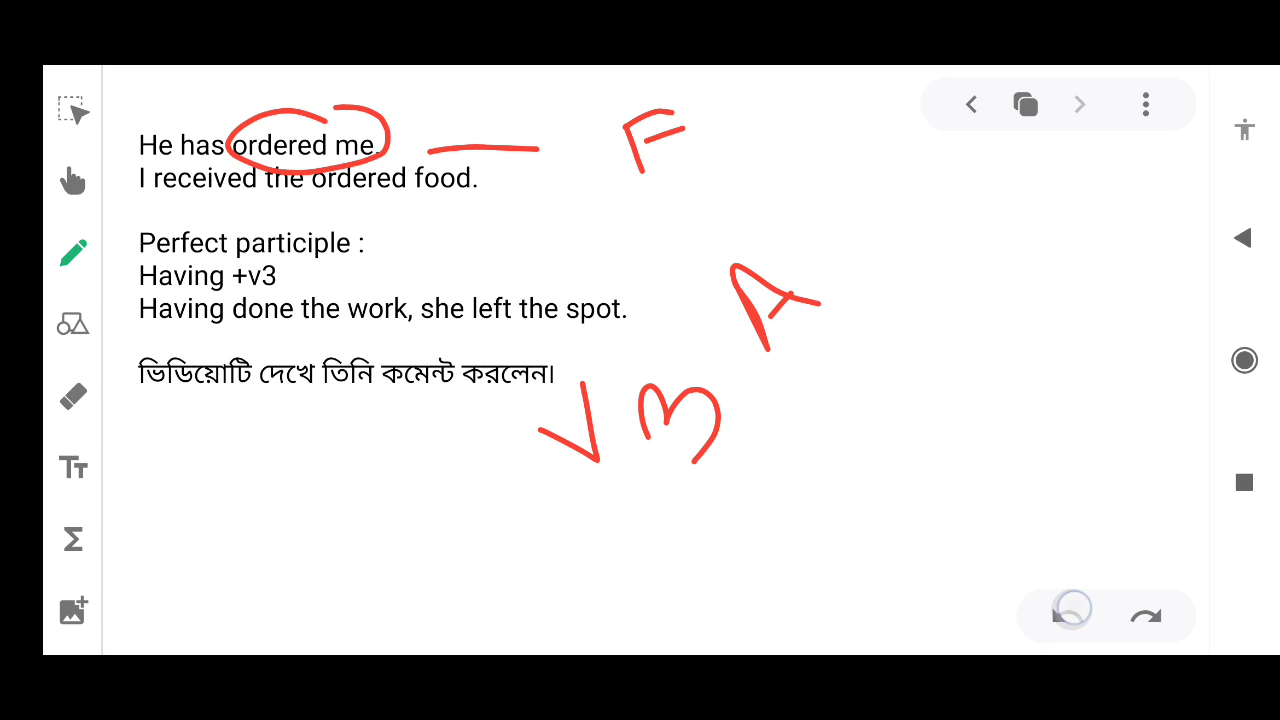 He has ordered me. F
I received the ordered food.
Perfect participle :
Having +v3
Having done the work, she left the spot. A
ভিডিয়োটি দেখে তিনি কমেন্ট করলেন।
V3